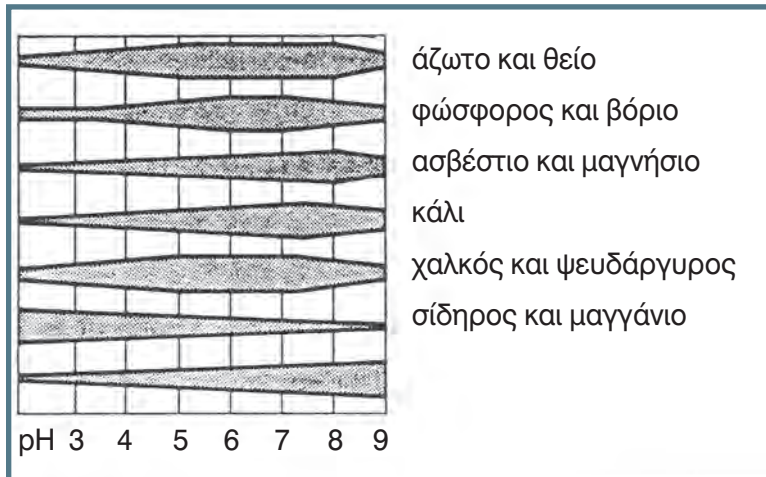 άζωτο και θείο
φώσφορος και βόριο
ασβέστιο και μαγνήσιο
κάλι
χαλκός και ψευδάργυρος
σίδηρος και μαγγάνιο
pH 3 4 5 6 7 8 9